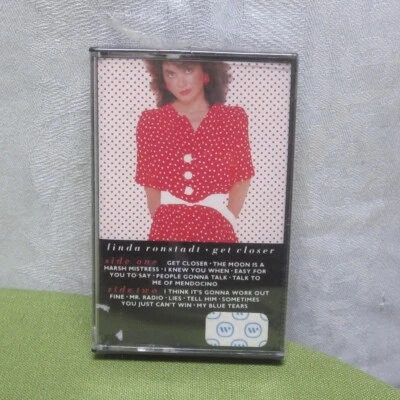 linda ronstadt • get closer
side one GET CLOSER • THE MOON IS A
HARSH MISTRESS • I KNEW YOU WHEN • EASY FOR
YOU TO SAY • PEOPLE GONNA TALK • TALK TO
ME OF MENDOCINO
side two I THINK IT'S GONNA WORK OUT
FINE • MR. RADIO • LIES • TELL HIM • SOMETIMES
YOU JUST CAN'T WIN • MY BLUE TEARS